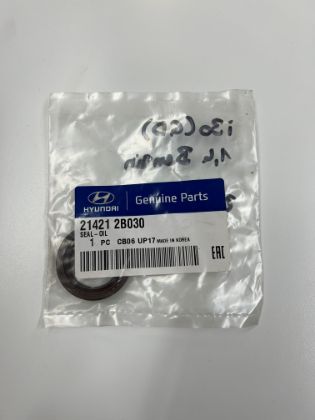 i30 (GD)
1,6 Benzin
HYUNDAI
Genuine Parts
21421 2B030
SEAL-OIL
1 PC CB06 UP17 MADE IN KOREA
EAC